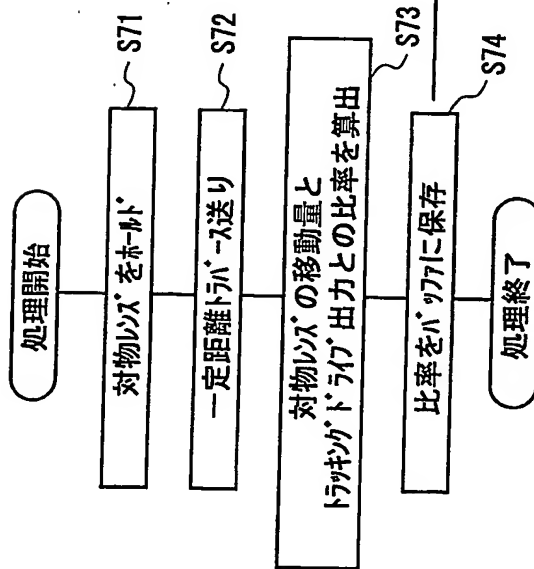 処理開始
対物レンズをホールド
S71
一定距離トラバース送り
S72
対物レンズの移動量と
トラッキングドライブ出力との比率を算出
S73
比率をバッファに保存
S74
処理終了